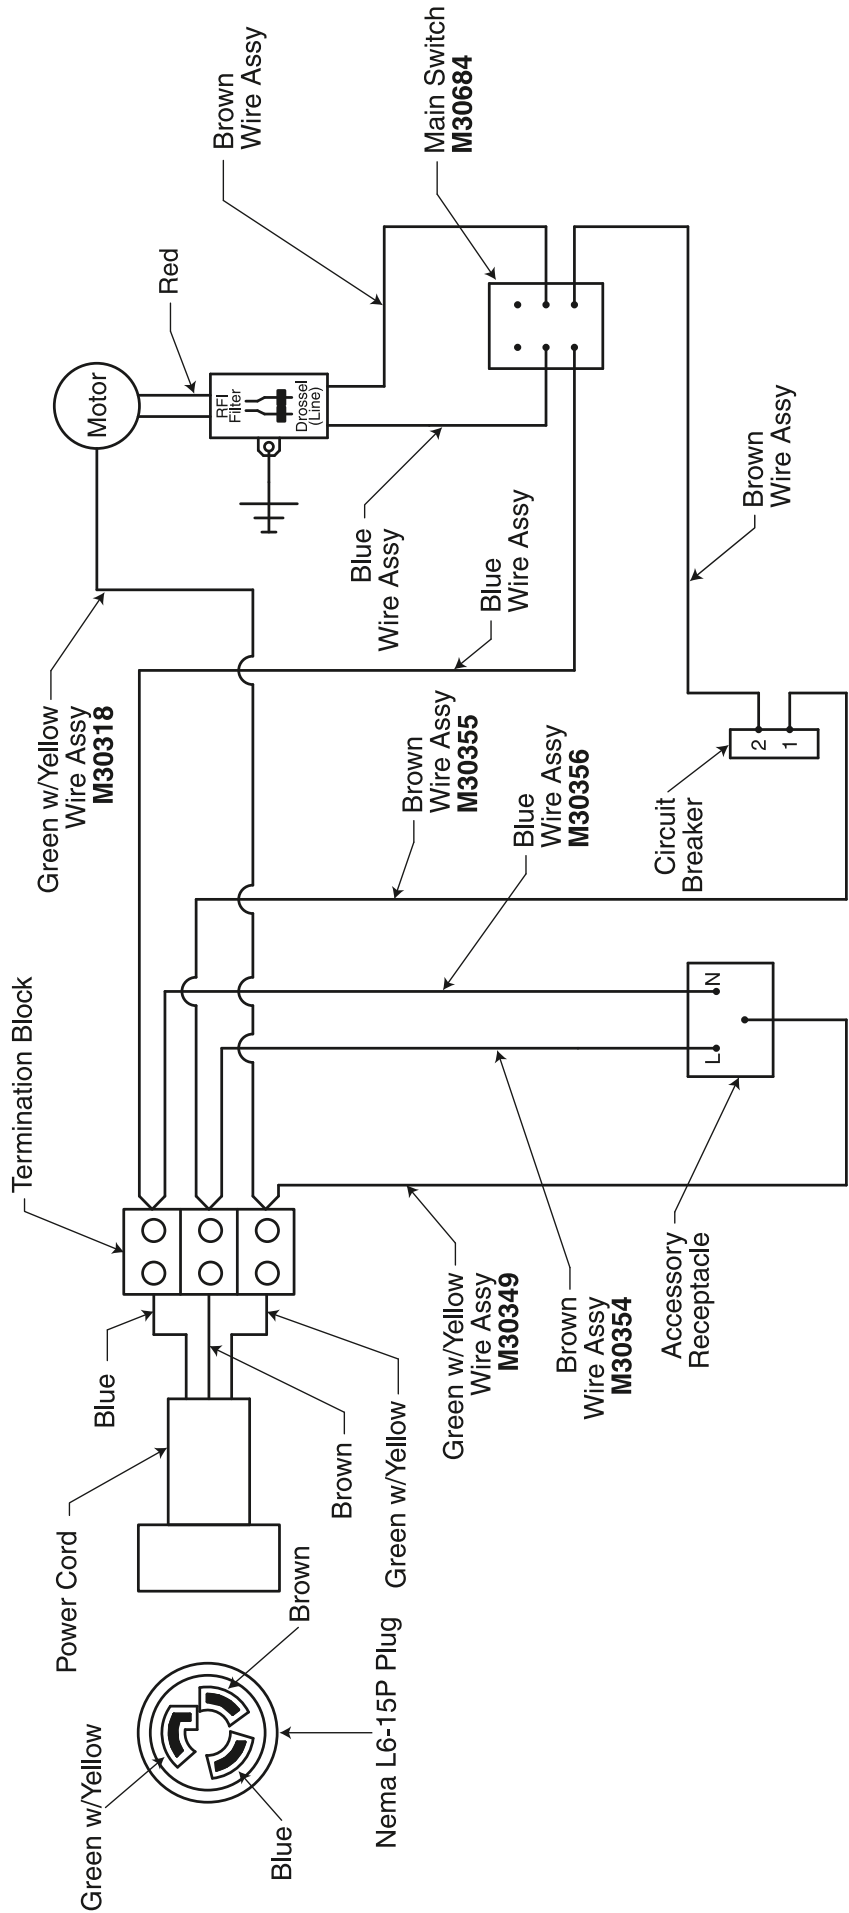 Green w/Yellow
Blue
Nema L6-15P Plug
Brown
Power Cord
Blue
Brown
Green w/Yellow
Termination Block
Green w/Yellow
Wire Assy
M30349
Brown
Wire Assy
M30354
Accessory
Receptacle
L
N
Green w/Yellow
Wire Assy
M30318
Brown
Wire Assy
M30355
Blue
Wire Assy
M30356
Circuit
Breaker
2
1
Blue
Wire Assy
Blue
Wire Assy
Brown
Wire Assy
Motor
Red
RFI
Filter
Drossel
(Line)
Brown
Wire Assy
Main Switch
M30684